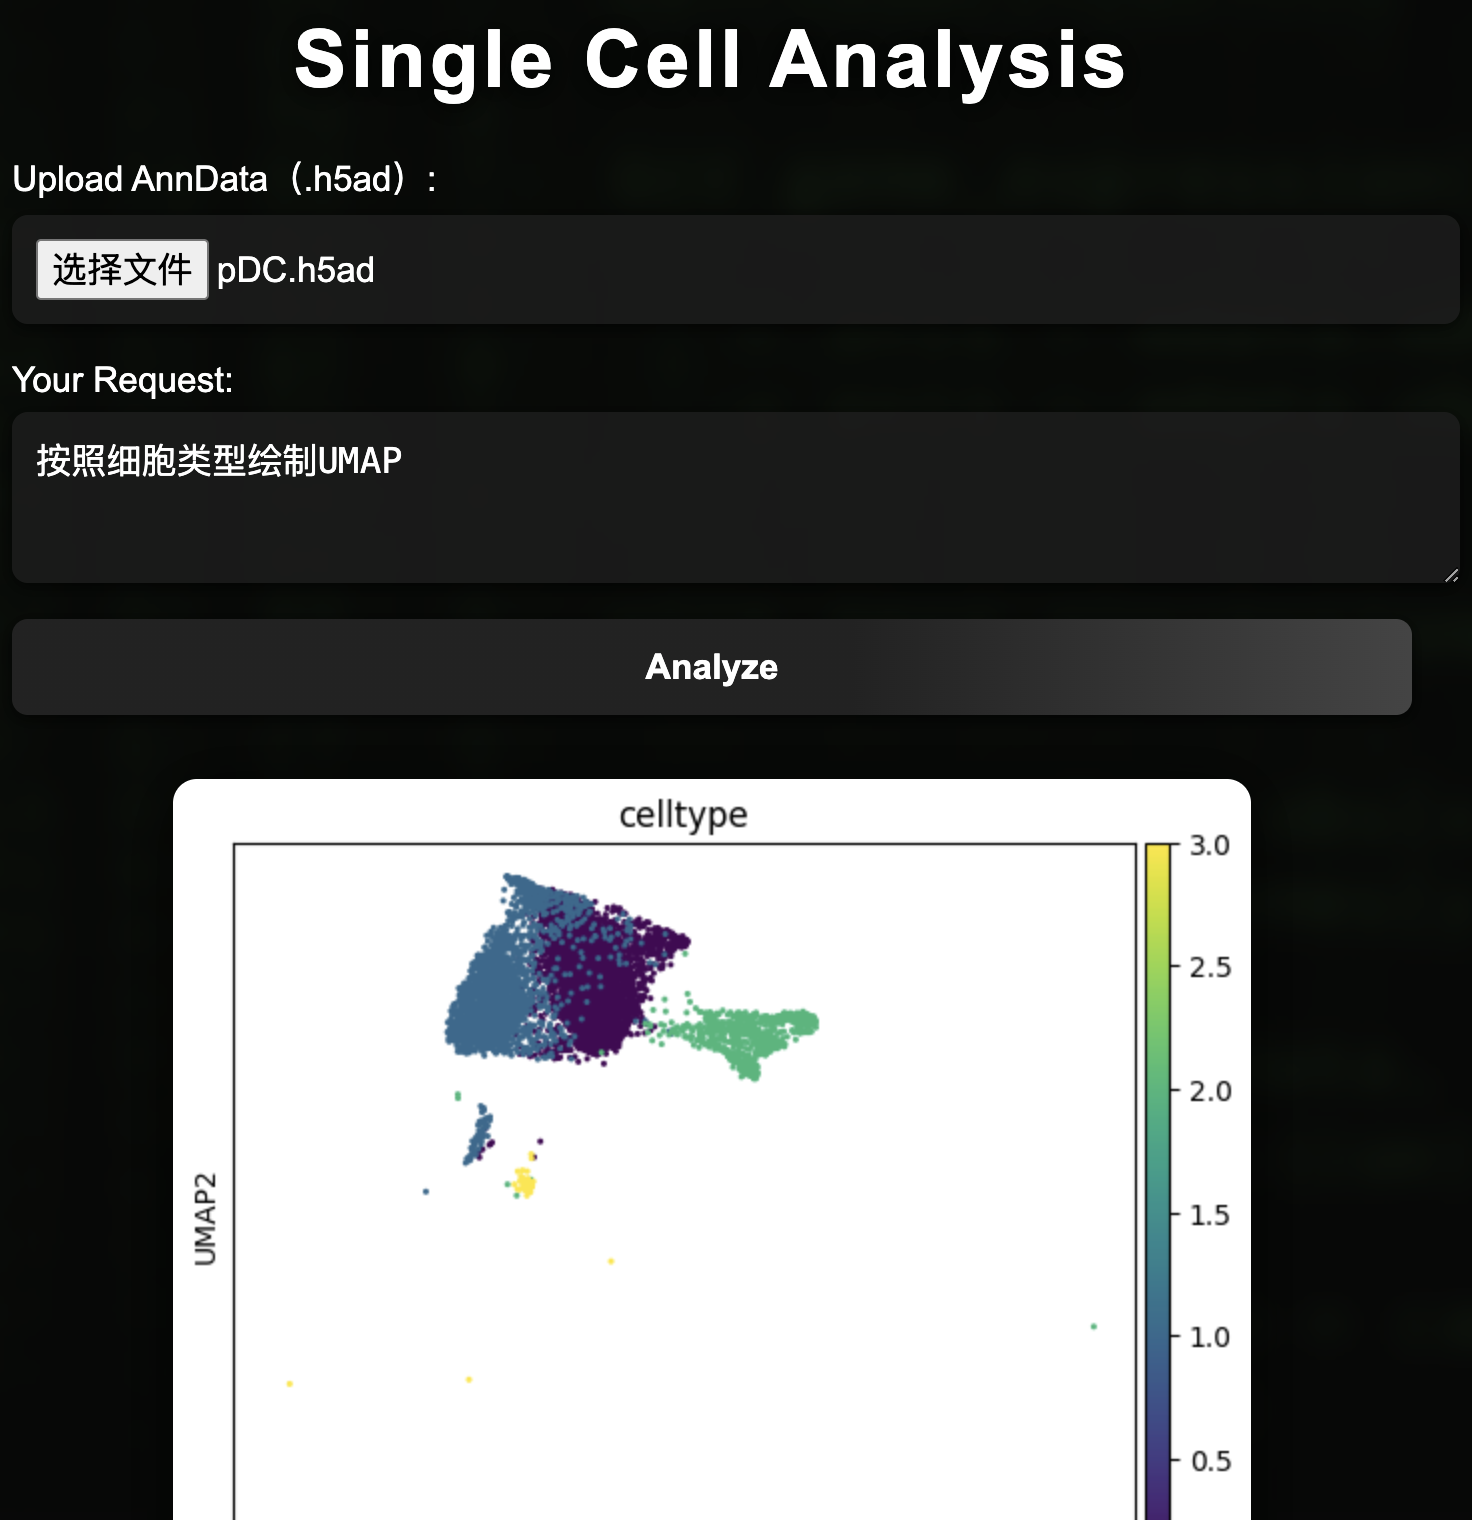 Single Cell Analysis
Upload AnnData（.h5ad）:
选择文件 pDC.h5ad
Your Request:
按照细胞类型绘制UMAP
Analyze
celltype
3.0
2.5
2.0
1.5
1.0
0.5
UMAP2